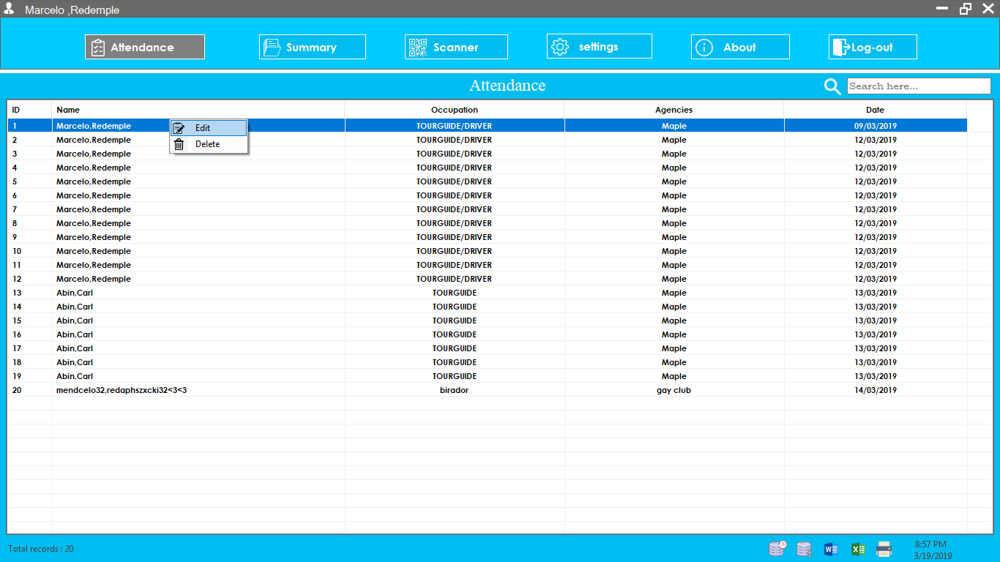 Marcelo ,Redemple
Attendance Summary Scanner settings About Log-out
Attendance
Search here...
ID Name Occupation Agencies Date
1 Marcelo,Redemple TOURGUIDE/DRIVER Maple 09/03/2019
Edit
2 Marcelo,Redemple TOURGUIDE/DRIVER Maple 12/03/2019
Delete
3 Marcelo,Redemple TOURGUIDE/DRIVER Maple 12/03/2019
4 Marcelo,Redemple TOURGUIDE/DRIVER Maple 12/03/2019
5 Marcelo,Redemple TOURGUIDE/DRIVER Maple 12/03/2019
6 Marcelo,Redemple TOURGUIDE/DRIVER Maple 12/03/2019
7 Marcelo,Redemple TOURGUIDE/DRIVER Maple 12/03/2019
8 Marcelo,Redemple TOURGUIDE/DRIVER Maple 12/03/2019
9 Marcelo,Redemple TOURGUIDE/DRIVER Maple 12/03/2019
10 Marcelo,Redemple TOURGUIDE/DRIVER Maple 12/03/2019
11 Marcelo,Redemple TOURGUIDE/DRIVER Maple 12/03/2019
12 Marcelo,Redemple TOURGUIDE/DRIVER Maple 12/03/2019
13 Abin,Carl TOURGUIDE Maple 13/03/2019
14 Abin,Carl TOURGUIDE Maple 13/03/2019
15 Abin,Carl TOURGUIDE Maple 13/03/2019
16 Abin,Carl TOURGUIDE Maple 13/03/2019
17 Abin,Carl TOURGUIDE Maple 13/03/2019
18 Abin,Carl TOURGUIDE Maple 13/03/2019
19 Abin,Carl TOURGUIDE Maple 13/03/2019
20 mendcelo32,redaphszxcki32<3<3 birador gay club 14/03/2019
Total records : 20
8:57 PM
3/19/2019